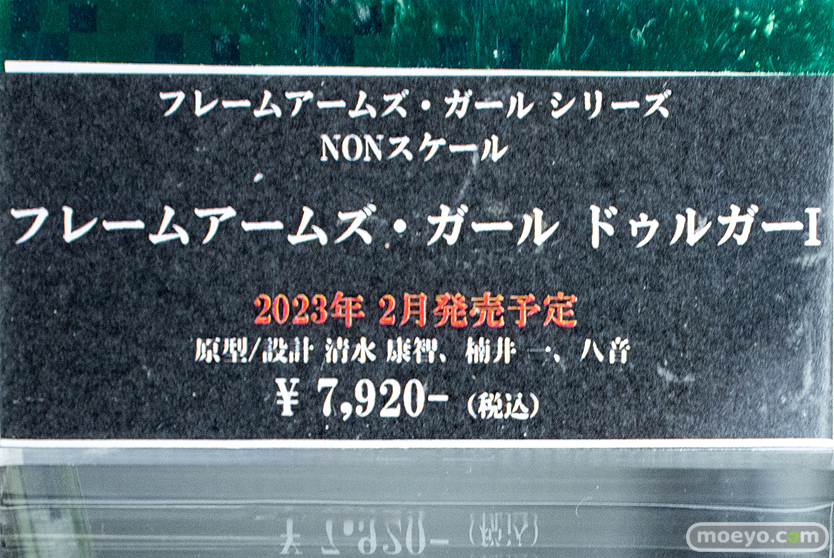 フレームアームズ・ガール シリーズ
NONスケール
フレームアームズ・ガール ドゥルガーI
2023年 2月発売予定
原型/設計 清水 康智、楠井 一、八音
¥ 7,920- (税込)
moeyo.com